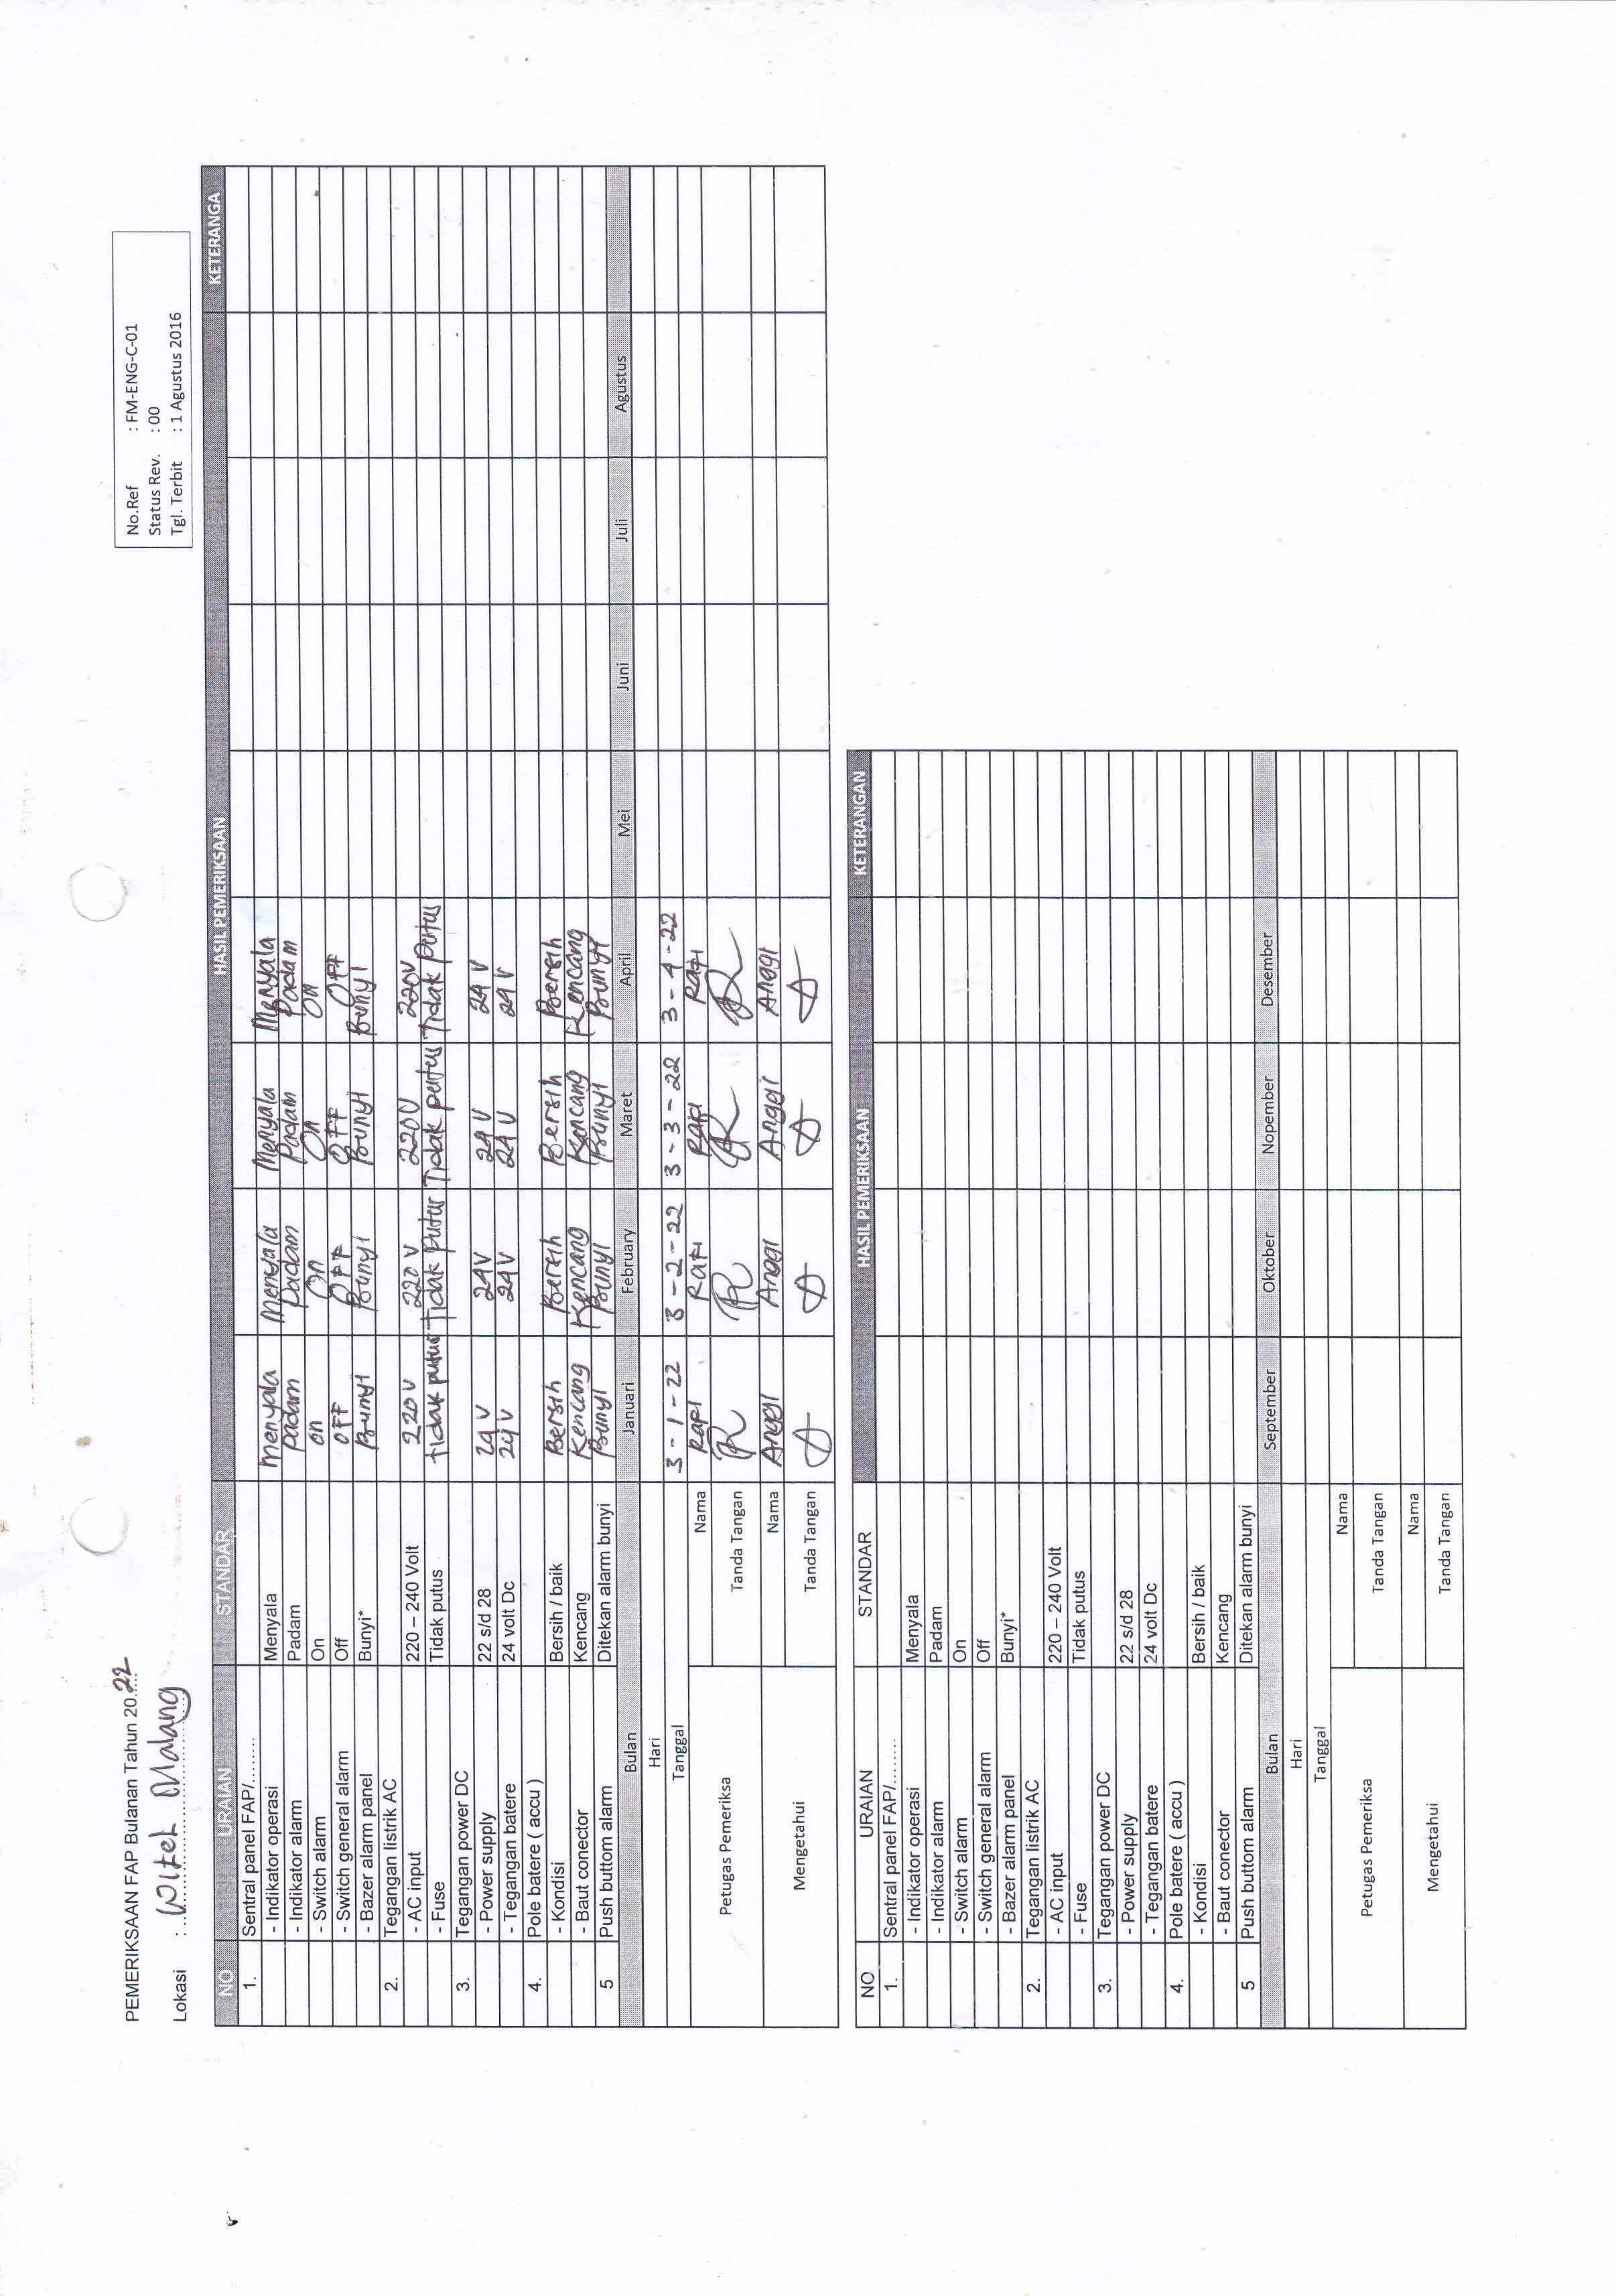 PEMERIKSAAN FAP Bulanan Tahun 20.22
Lokasi : Witel Malang
No.Ref : FM-ENG-C-01
Status Rev. : 00
Tgl. Terbit : 1 Agustus 2016
NO URAIAN STANDAR HASIL PEMERIKSAAN KETERANGA
1. Sentral panel FAP/........
- Indikator operasi Menyala Menyala Menyala Menyala Menyala
- Indikator alarm Padam Padam Padam Padam Padam
- Switch alarm On on On On On
- Switch general alarm Off OFF OFF OFF OFF
- Bazer alarm panel Bunyi* Bunyi Bunyi Bunyi Bunyi
2. Tegangan listrik AC
- AC input 220 – 240 Volt 220 V 220 V 220V 220V
- Fuse Tidak putus tidak putus Tidak Putus Tidak putus Tidak Putus
3. Tegangan power DC
- Power supply 22 s/d 28 24 V 24V 24 V 24 V
- Tegangan batere 24 volt Dc 24 V 24V 24 V 24 V
4. Pole batere ( accu )
- Kondisi Bersih / baik Bersih Bersih Bersih Bersih
- Baut conector Kencang Kencang Kencang Kencang Kencang
5 Push buttom alarm Ditekan alarm bunyi Bunyi Bunyi Bunyi Bunyi
Bulan Januari February Maret April Mei Juni Juli Agustus
Hari
Tanggal 3-1-22 3-2-22 3-3-22 3-4-22
Petugas Pemeriksa Nama Rafi Rafi Rafi Rafi
Tanda Tangan
Mengetahui Nama Anggi Anggi Anggi Anggi
Tanda Tangan
NO URAIAN STANDAR HASIL PEMERIKSAAN KETERANGAN
1. Sentral panel FAP/........
- Indikator operasi Menyala
- Indikator alarm Padam
- Switch alarm On
- Switch general alarm Off
- Bazer alarm panel Bunyi*
2. Tegangan listrik AC
- AC input 220 – 240 Volt
- Fuse Tidak putus
3. Tegangan power DC
- Power supply 22 s/d 28
- Tegangan batere 24 volt Dc
4. Pole batere ( accu )
- Kondisi Bersih / baik
- Baut conector Kencang
5 Push buttom alarm Ditekan alarm bunyi
Bulan September Oktober Nopember Desember
Hari
Tanggal
Petugas Pemeriksa Nama
Tanda Tangan
Mengetahui Nama
Tanda Tangan